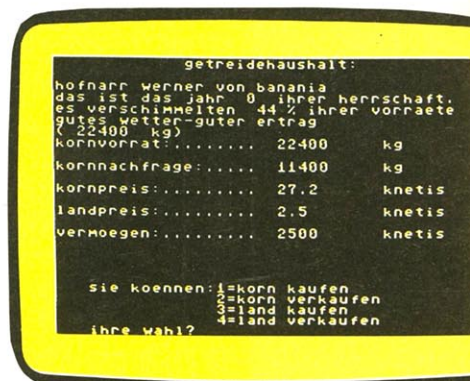 getreidehaushalt:
hofnarr werner von banania
das ist das jahr 0 ihrer herrschaft.
es verschimmelten 44 % ihrer vorraete
gutes wetter-guter ertrag
( 22400 kg)
kornvorrat:........ 22400 kg
kornnachfrage:..... 11400 kg
kornpreis:......... 27.2 knetis
landpreis:......... 2.5 knetis
vermoegen:......... 2500 knetis
sie koennen:1=korn kaufen
2=korn verkaufen
3=land kaufen
4=land verkaufen
ihre wahl?